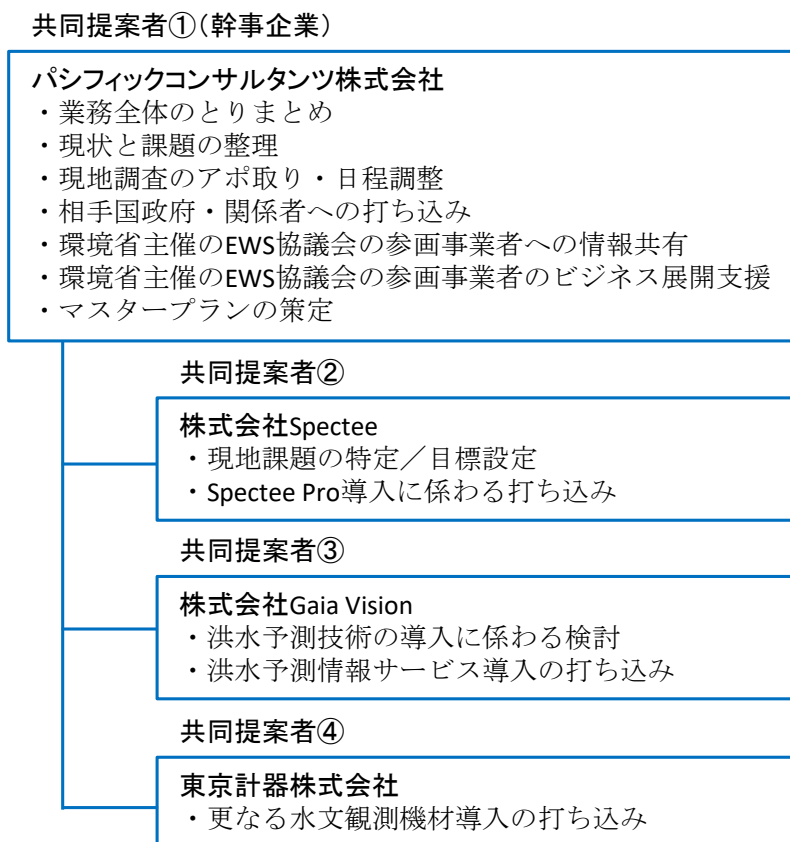 共同提案者①(幹事企業)
パシフィックコンサルタンツ株式会社
・業務全体のとりまとめ
・現状と課題の整理
・現地調査のアポ取り・日程調整
・相手国政府・関係者への打ち込み
・環境省主催のEWS協議会の参画事業者への情報共有
・環境省主催のEWS協議会の参画事業者のビジネス展開支援
・マスタープランの策定
共同提案者②
株式会社Spectee
・現地課題の特定／目標設定
・Spectee Pro導入に係わる打ち込み
共同提案者③
株式会社Gaia Vision
・洪水予測技術の導入に係わる検討
・洪水予測情報サービス導入の打ち込み
共同提案者④
東京計器株式会社
・更なる水文観測機材導入の打ち込み